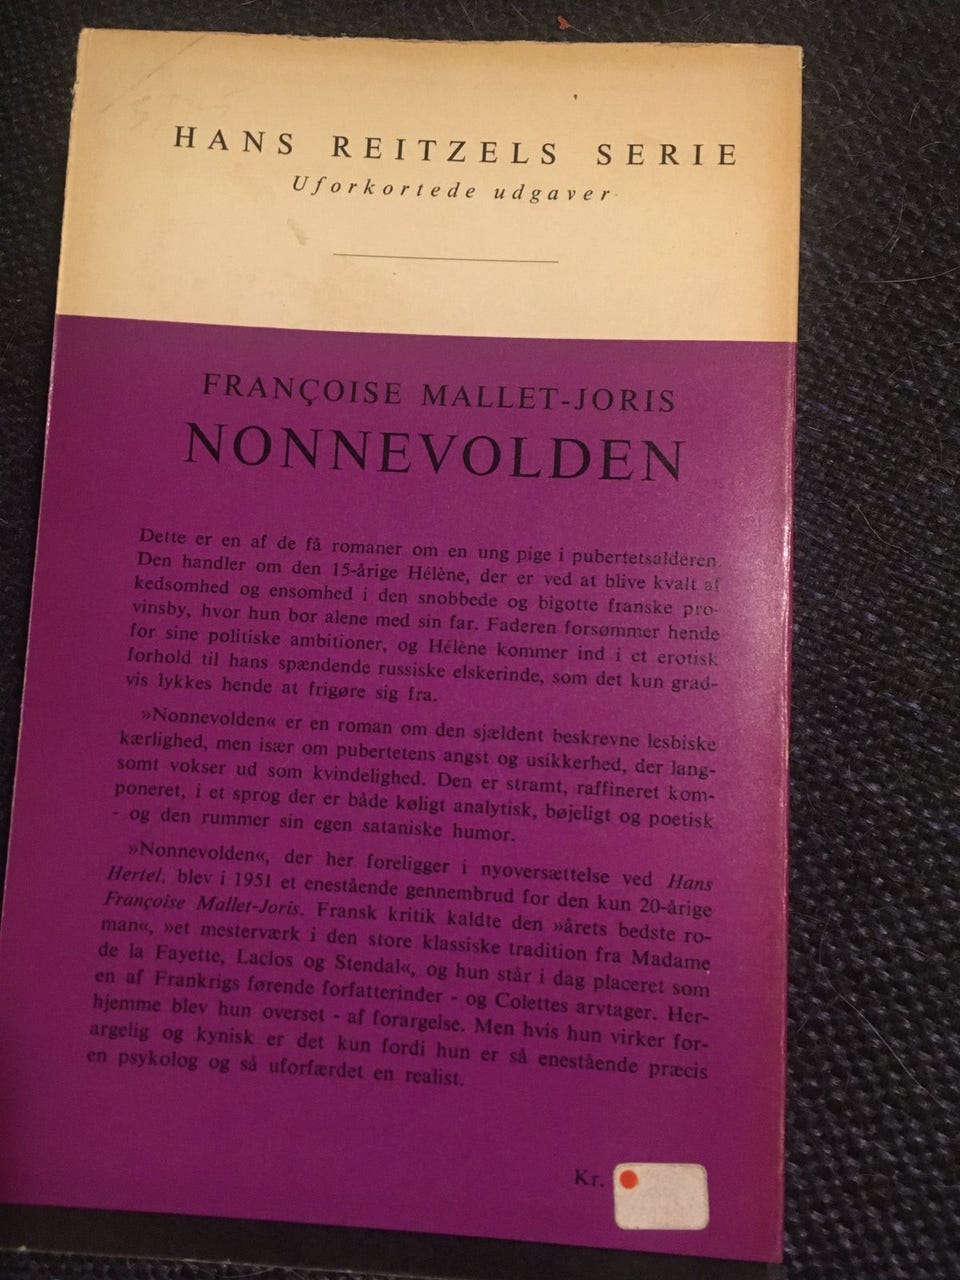 HANS REITZELS SERIE
Uforkortede udgaver
FRANÇOISE MALLET-JORIS
NONNEVOLDEN
Dette er en af de få romaner om en ung pige i pubertetsalderen.
Den handler om den 15-årige Hélène, der er ved at blive kvalt af
kedsomhed og ensomhed i den snobbede og bigotte franske pro-
vinsby, hvor hun bor alene med sin far. Faderen forsømmer hende
for sine politiske ambitioner, og Hélène kommer ind i et erotisk
forhold til hans spændende russiske elskerinde, som det kun grad-
vis lykkes hende at frigøre sig fra.
»Nonnevolden« er en roman om den sjældent beskrevne lesbiske
kærlighed, men især om pubertetens angst og usikkerhed, der lang-
somt vokser ud som kvindelighed. Den er stramt, raffineret kom-
poneret, i et sprog der er både køligt analytisk, bøjeligt og poetisk
- og den rummer sin egen sataniske humor.
»Nonnevolden«, der her foreligger i nyoversættelse ved Hans
Hertel, blev i 1951 et enestående gennembrud for den kun 20-årige
Françoise Mallet-Joris. Fransk kritik kaldte den »årets bedste ro-
man«, »et mesterværk i den store klassiske tradition fra Madame
de la Fayette, Laclos og Stendal«, og hun står i dag placeret som
en af Frankrigs førende forfatterinder - og Colettes arvtager. Her-
hjemme blev hun overset - af forargelse. Men hvis hun virker for-
argelig og kynisk er det kun fordi hun er så enestående præcis
en psykolog og så uforfærdet en realist.
Kr.